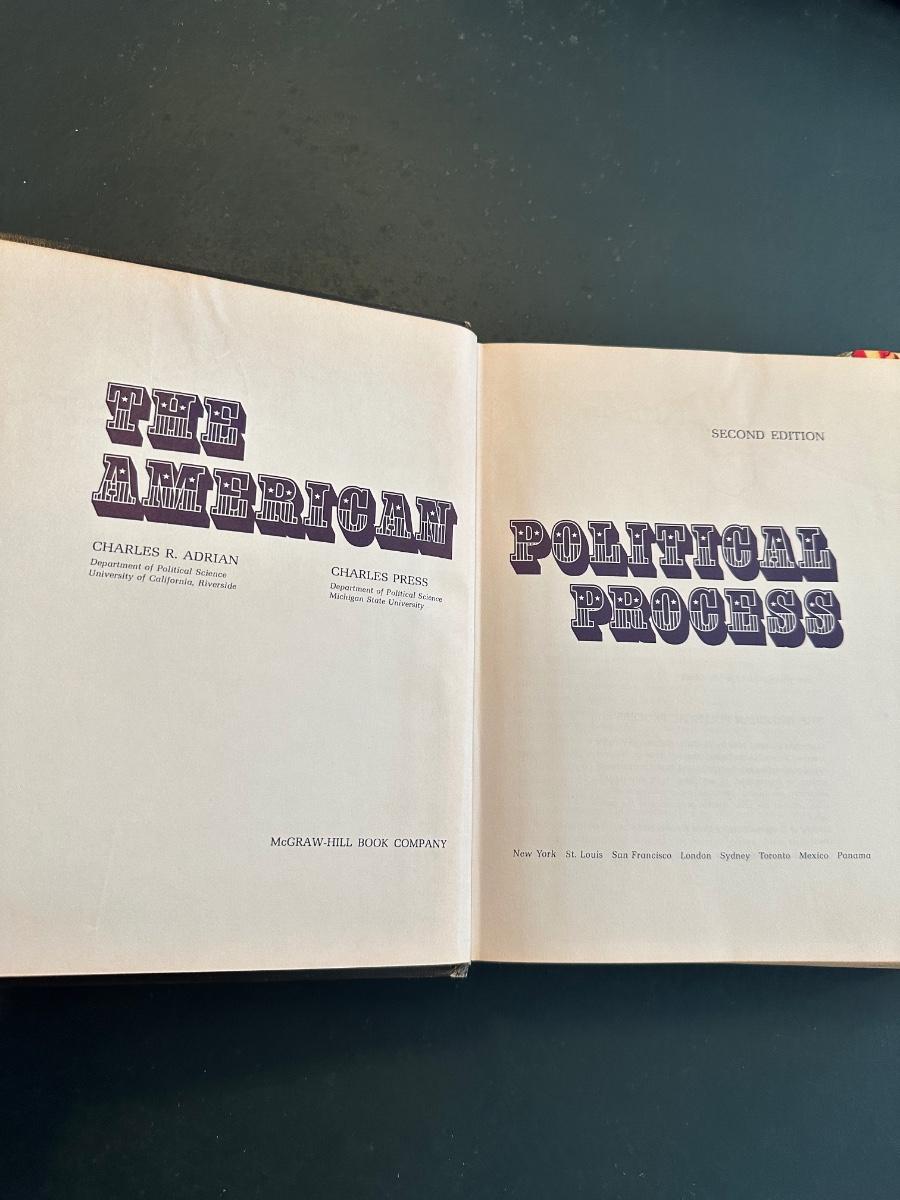 THE
AMERICAN
CHARLES R. ADRIAN
Department of Political Science
University of California, Riverside
CHARLES PRESS
Department of Political Science
Michigan State University
McGRAW-HILL BOOK COMPANY
SECOND EDITION
POLITICAL
PROCESS
New York St. Louis San Francisco London Sydney Toronto Mexico Panama